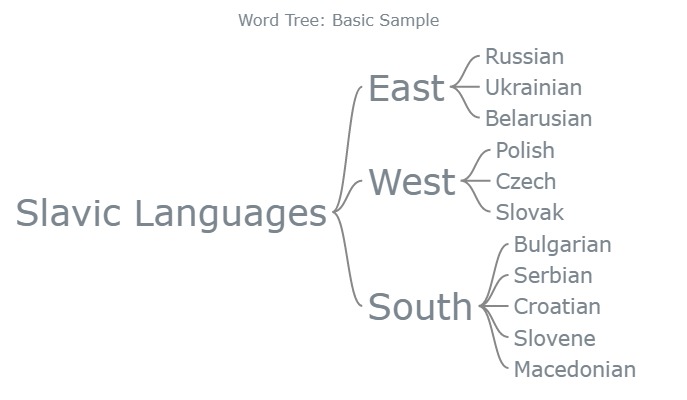 Word Tree: Basic Sample
Slavic Languages
East
Russian
Ukrainian
Belarusian
West
Polish
Czech
Slovak
South
Bulgarian
Serbian
Croatian
Slovene
Macedonian